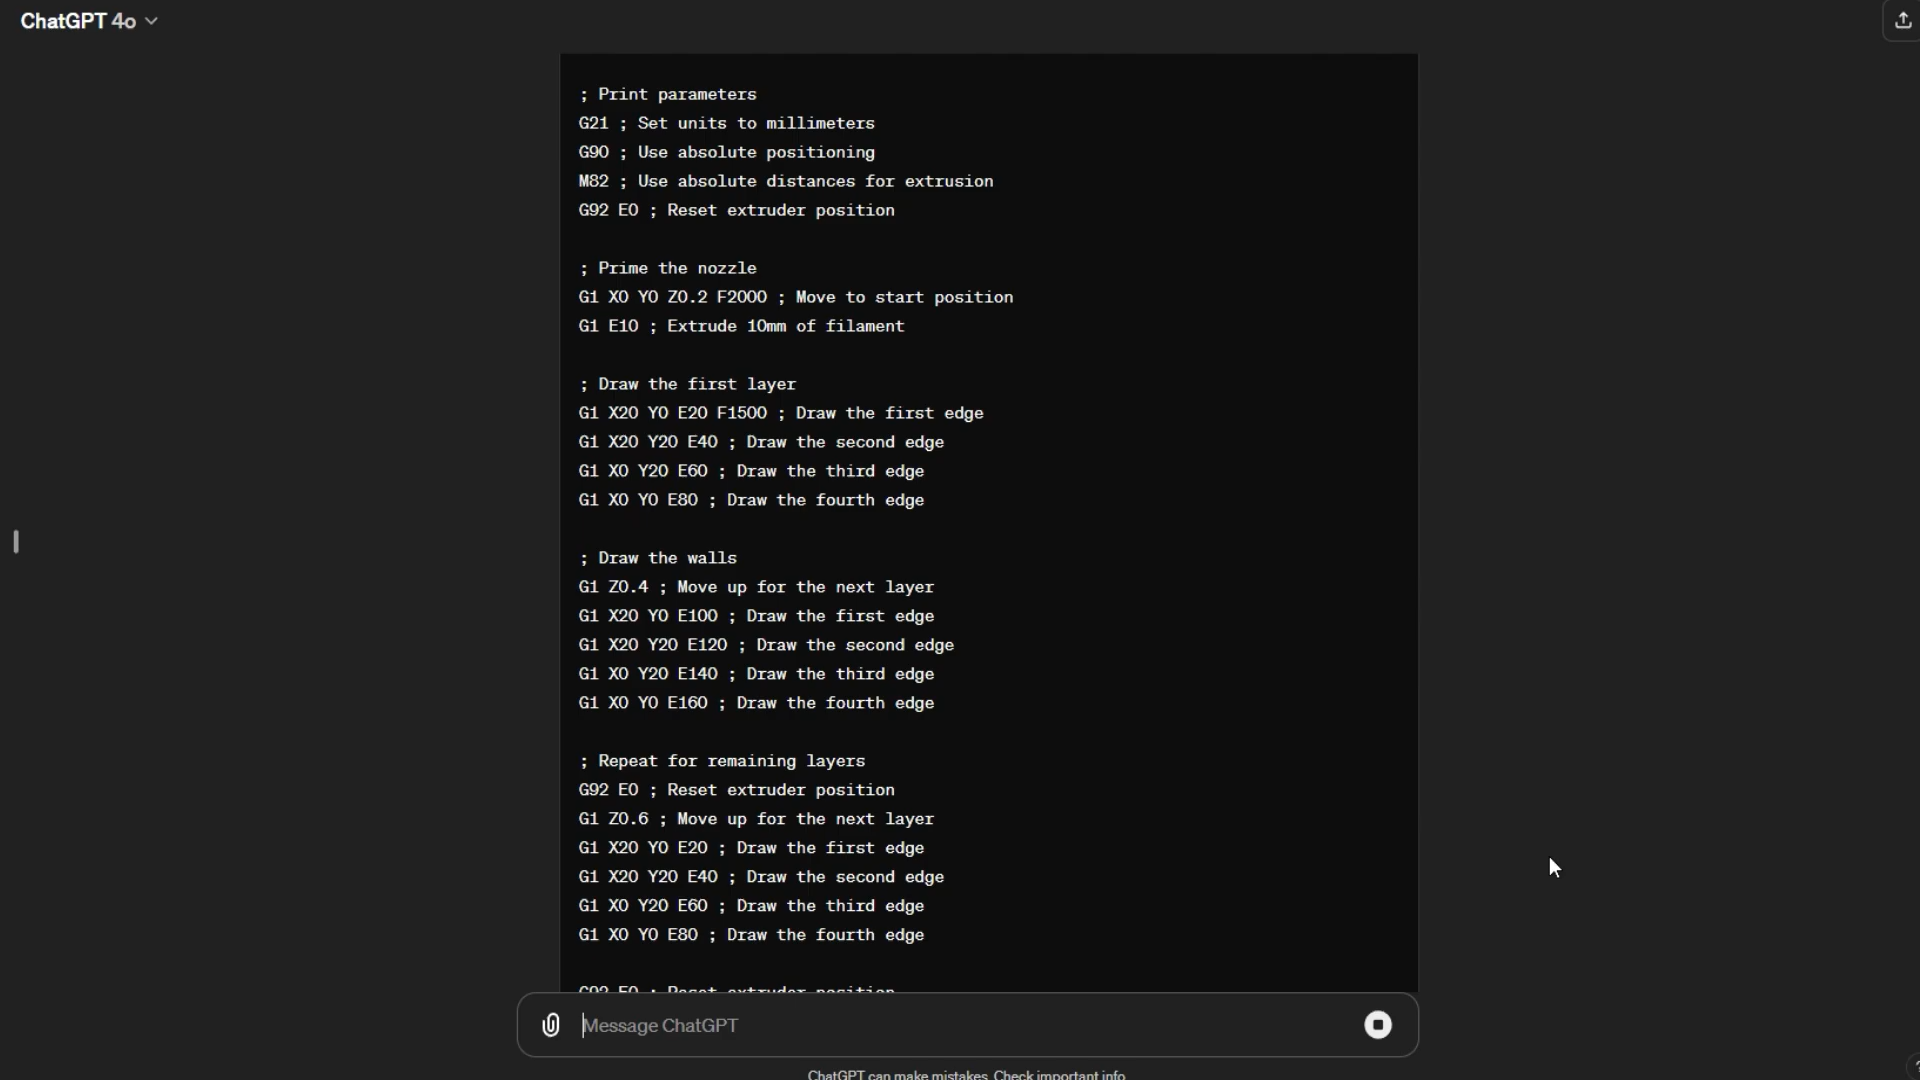 ChatGPT 4o
; Print parameters
G21 ; Set units to millimeters
G90 ; Use absolute positioning
M82 ; Use absolute distances for extrusion
G92 E0 ; Reset extruder position
; Prime the nozzle
G1 X0 Y0 Z0.2 F2000 ; Move to start position
G1 E10 ; Extrude 10mm of filament
; Draw the first layer
G1 X20 Y0 E20 F1500 ; Draw the first edge
G1 X20 Y20 E40 ; Draw the second edge
G1 X0 Y20 E60 ; Draw the third edge
G1 X0 Y0 E80 ; Draw the fourth edge
; Draw the walls
G1 Z0.4 ; Move up for the next layer
G1 X20 Y0 E100 ; Draw the first edge
G1 X20 Y20 E120 ; Draw the second edge
G1 X0 Y20 E140 ; Draw the third edge
G1 X0 Y0 E160 ; Draw the fourth edge
; Repeat for remaining layers
G92 E0 ; Reset extruder position
G1 Z0.6 ; Move up for the next layer
G1 X20 Y0 E20 ; Draw the first edge
G1 X20 Y20 E40 ; Draw the second edge
G1 X0 Y20 E60 ; Draw the third edge
G1 X0 Y0 E80 ; Draw the fourth edge
G92 E0 ; Reset extruder position
Message ChatGPT
ChatGPT can make mistakes. Check important info.